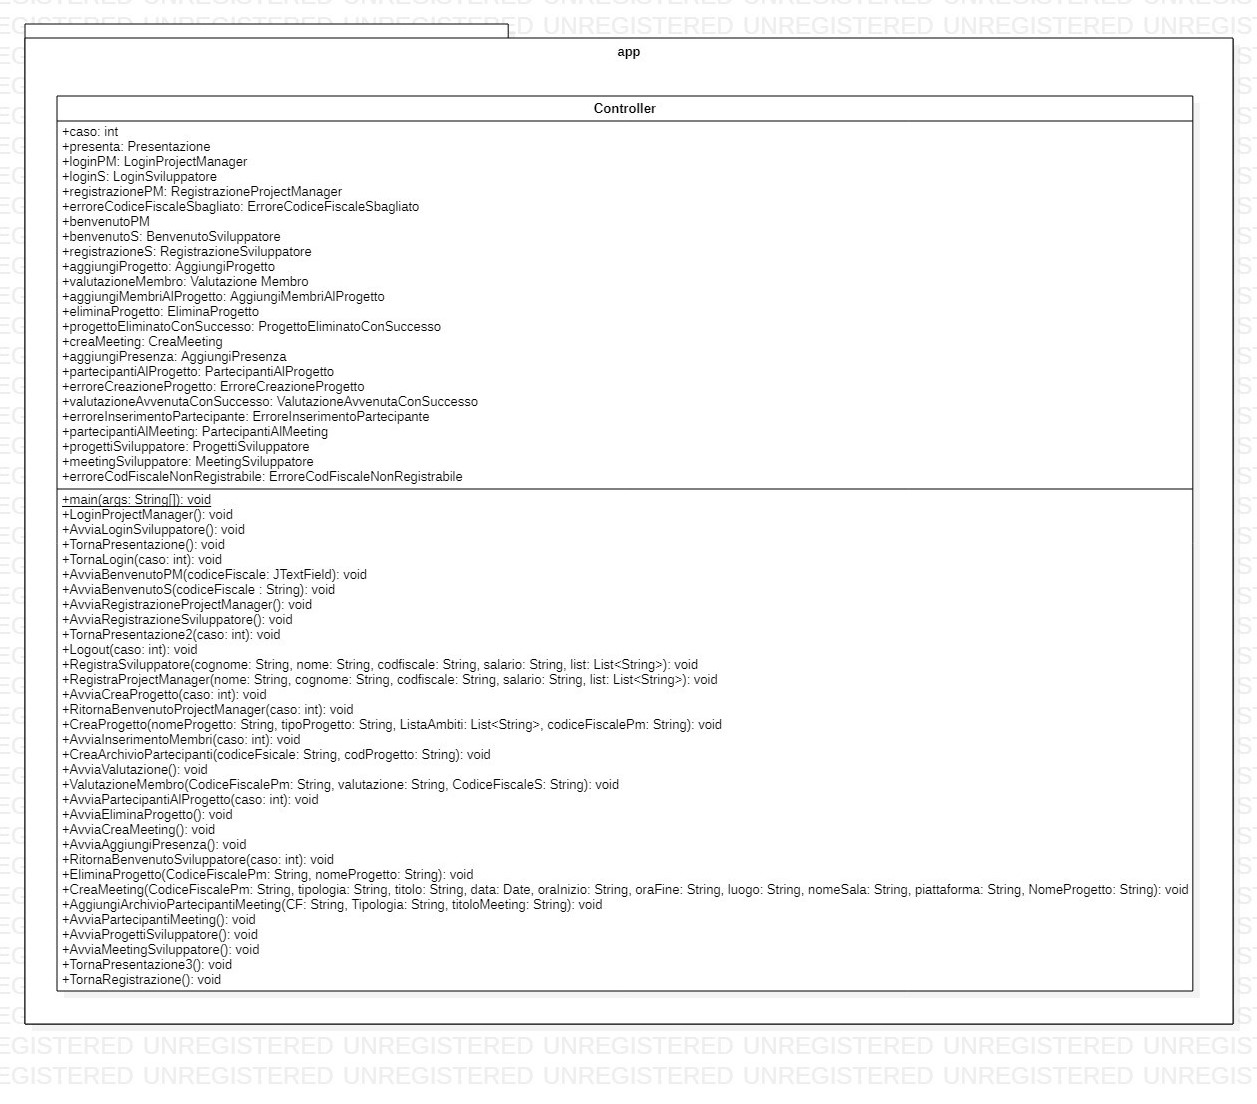 app
Controller
+caso: int
+presenta: Presentazione
+loginPM: LoginProjectManager
+loginS: LoginSviluppatore
+registrazionePM: RegistrazioneProjectManager
+erroreCodiceFiscaleSbagliato: ErroreCodiceFiscaleSbagliato
+benvenutoPM
+benvenutoS: BenvenutoSviluppatore
+registrazioneS: RegistrazioneSviluppatore
+aggiungiProgetto: AggiungiProgetto
+valutazioneMembro: Valutazione Membro
+aggiungiMembriAlProgetto: AggiungiMembriAlProgetto
+eliminaProgetto: EliminaProgetto
+progettoEliminatoConSuccesso: ProgettoEliminatoConSuccesso
+creaMeeting: CreaMeeting
+aggiungiPresenza: AggiungiPresenza
+partecipantiAlProgetto: PartecipantiAlProgetto
+erroreCreazioneProgetto: ErroreCreazioneProgetto
+valutazioneAvvenutaConSuccesso: ValutazioneAvvenutaConSuccesso
+erroreInserimentoPartecipante: ErroreInserimentoPartecipante
+partecipantiAlMeeting: PartecipantiAlMeeting
+progettiSviluppatore: ProgettiSviluppatore
+meetingSviluppatore: MeetingSviluppatore
+erroreCodFiscaleNonRegistrabile: ErroreCodFiscaleNonRegistrabile
+main(args: String[]): void
+LoginProjectManager(): void
+AvviaLoginSviluppatore(): void
+TornaPresentazione(): void
+TornaLogin(caso: int): void
+AvviaBenvenutoPM(codiceFiscale: JTextField): void
+AvviaBenvenutoS(codiceFiscale : String): void
+AvviaRegistrazioneProjectManager(): void
+AvviaRegistrazioneSviluppatore(): void
+TornaPresentazione2(caso: int): void
+Logout(caso: int): void
+RegistraSviluppatore(cognome: String, nome: String, codfiscale: String, salario: String, list: List<String>): void
+RegistraProjectManager(nome: String, cognome: String, codfiscale: String, salario: String, list: List<String>): void
+AvviaCreaProgetto(caso: int): void
+RitornaBenvenutoProjectManager(caso: int): void
+CreaProgetto(nomeProgetto: String, tipoProgetto: String, ListaAmbiti: List<String>, codiceFiscalePm: String): void
+AvviaInserimentoMembri(caso: int): void
+CreaArchivioPartecipanti(codiceFsicale: String, codProgetto: String): void
+AvviaValutazione(): void
+ValutazioneMembro(CodiceFiscalePm: String, valutazione: String, CodiceFiscaleS: String): void
+AvviaPartecipantiAlProgetto(caso: int): void
+AvviaEliminaProgetto(): void
+AvviaCreaMeeting(): void
+AvviaAggiungiPresenza(): void
+RitornaBenvenutoSviluppatore(caso: int): void
+EliminaProgetto(CodiceFiscalePm: String, nomeProgetto: String): void
+CreaMeeting(CodiceFiscalePm: String, tipologia: String, titolo: String, data: Date, oraInizio: String, oraFine: String, luogo: String, nomeSala: String, piattaforma: String, NomeProgetto: String): void
+AggiungiArchivioPartecipantiMeeting(CF: String, Tipologia: String, titoloMeeting: String): void
+AvviaPartecipantiMeeting(): void
+AvviaProgettiSviluppatore(): void
+AvviaMeetingSviluppatore(): void
+TornaPresentazione3(): void
+TornaRegistrazione(): void
EGISTERED UNREGISTERED UNREGISTERED UNREGISTERED UNREGISTERED UNREGISTERED UNREGIS
EGISTERED UNREGISTERED UNREGISTERED UNREGISTERED UNREGISTERED UNREGISTERED UNREGIS